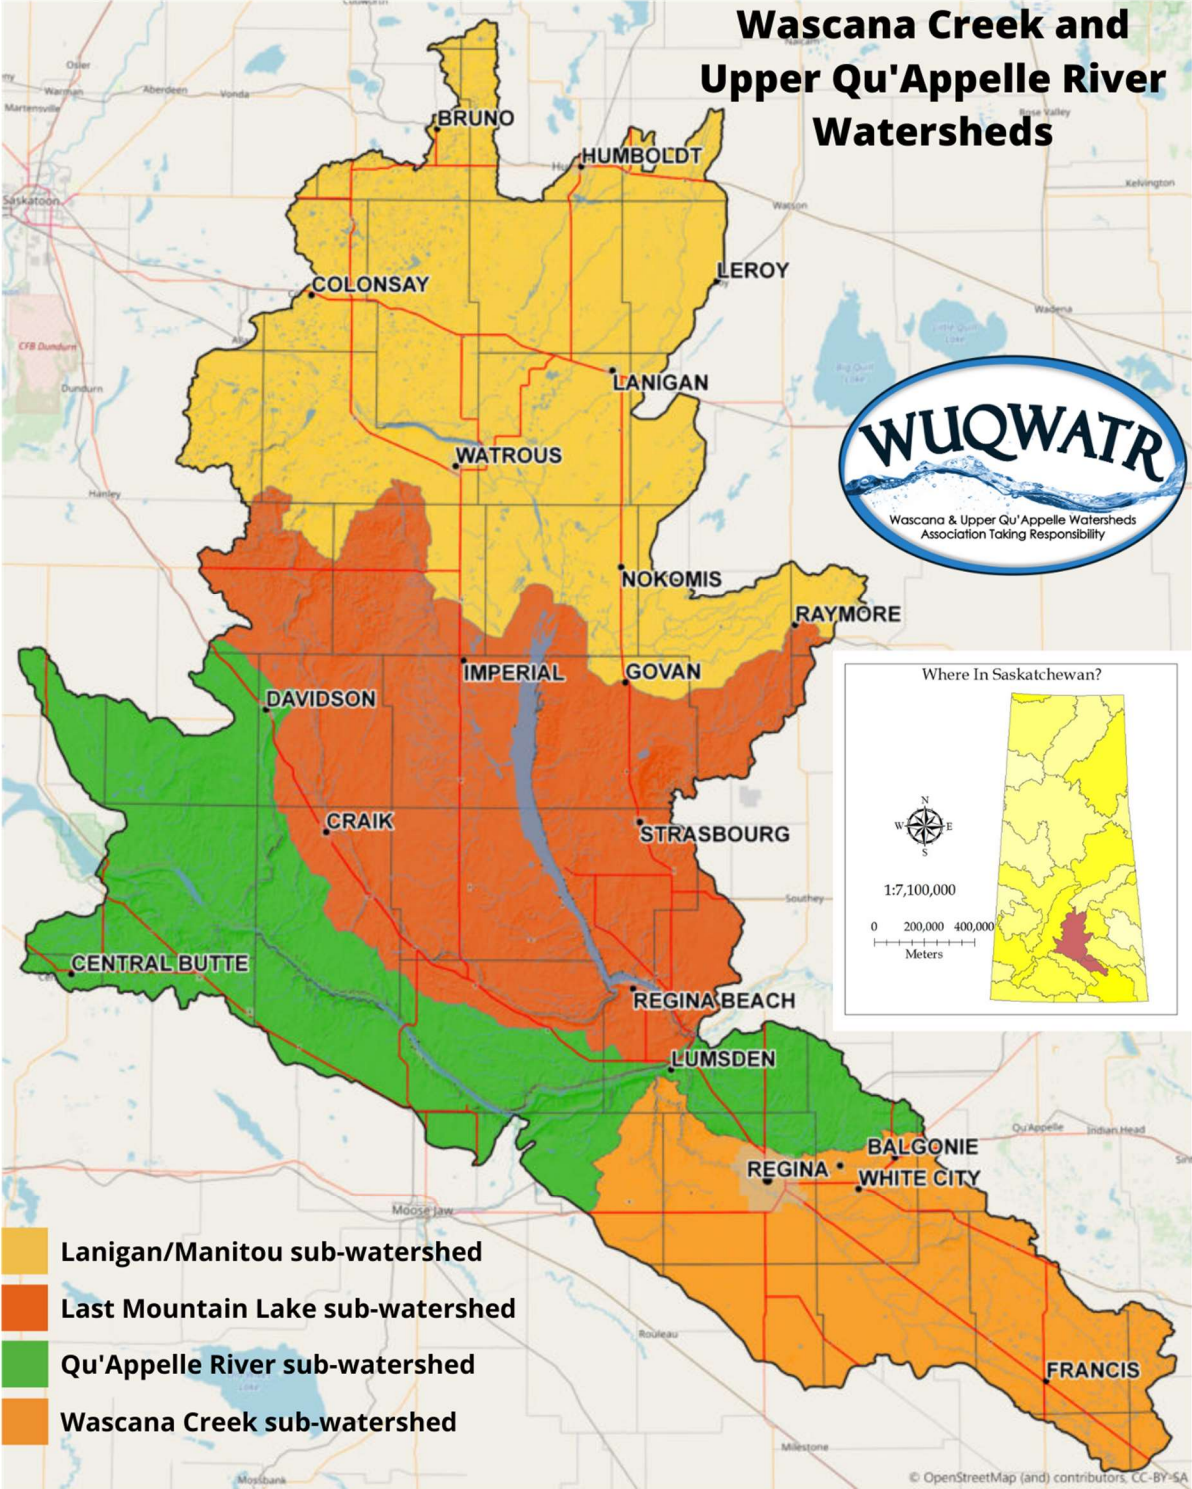 Wascana Creek and
Upper Qu'Appelle River
Watersheds
Naicam
Osler
Warman
Aberdeen
Vonda
Martensville
Rose Valley
BRUNO
HUMBOLDT
Kelvington
Saskatoon
Watson
LEROY
COLONSAY
Wadena
Little Quill
Lake
CFB Dundurn
Big Quill
Lake
Dundurn
LANIGAN
WUQWATR
WATROUS
Hanley
Wascana & Upper Qu'Appelle Watersheds
Association Taking Responsibility
NOKOMIS
RAYMORE
IMPERIAL
GOVAN
Where In Saskatchewan?
DAVIDSON
N
W
E
S
CRAIK
STRASBOURG
1:7,100,000
Southey
0 200,000 400,000
Meters
CENTRAL BUTTE
REGINA BEACH
LUMSDEN
Qu'Appelle
Indian Head
BALGONIE
REGINA
WHITE CITY
Moose Jaw
Lanigan/Manitou sub-watershed
Last Mountain Lake sub-watershed
Rouleau
Qu'Appelle River sub-watershed
FRANCIS
Lake
Wascana Creek sub-watershed
Milestone
Mossbank
© OpenStreetMap (and) contributors, CC-BY-SA